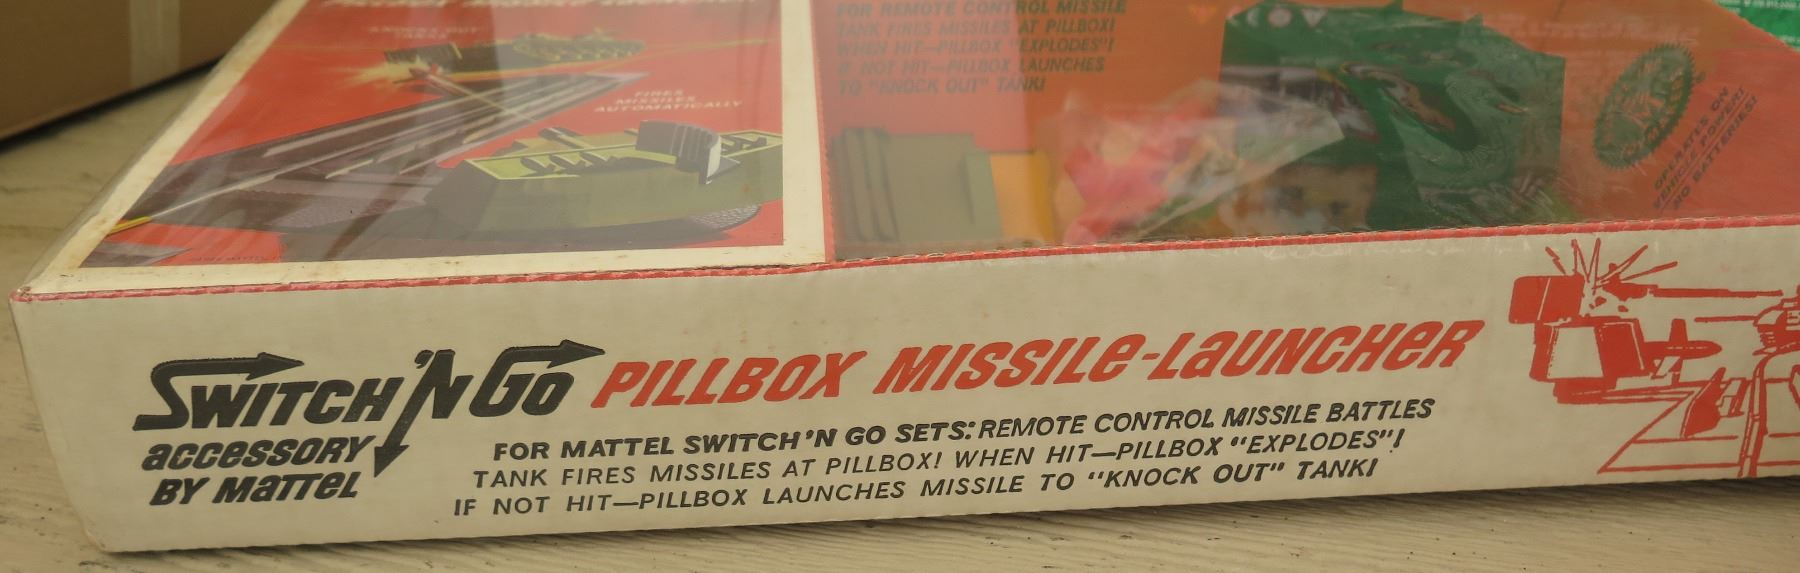 KNOCKS OUT
TANKS
FIRES
MISSILES
AUTOMATICALLY
FOR REMOTE CONTROL MISSILE
TANK FIRES MISSILES AT PILLBOX!
WHEN HIT—PILLBOX "EXPLODES"!
IF NOT HIT—PILLBOX LAUNCHES
TO "KNOCK OUT" TANK!
OPERATES ON
VEHICLE POWER!
NO BATTERIES!
SWITCH 'N GO PILLBOX MISSILE-LAUNCHER
ACCESSORY
BY MATTEL
FOR MATTEL SWITCH 'N GO SETS: REMOTE CONTROL MISSILE BATTLES
TANK FIRES MISSILES AT PILLBOX! WHEN HIT—PILLBOX "EXPLODES"!
IF NOT HIT—PILLBOX LAUNCHES MISSILE TO "KNOCK OUT" TANK!